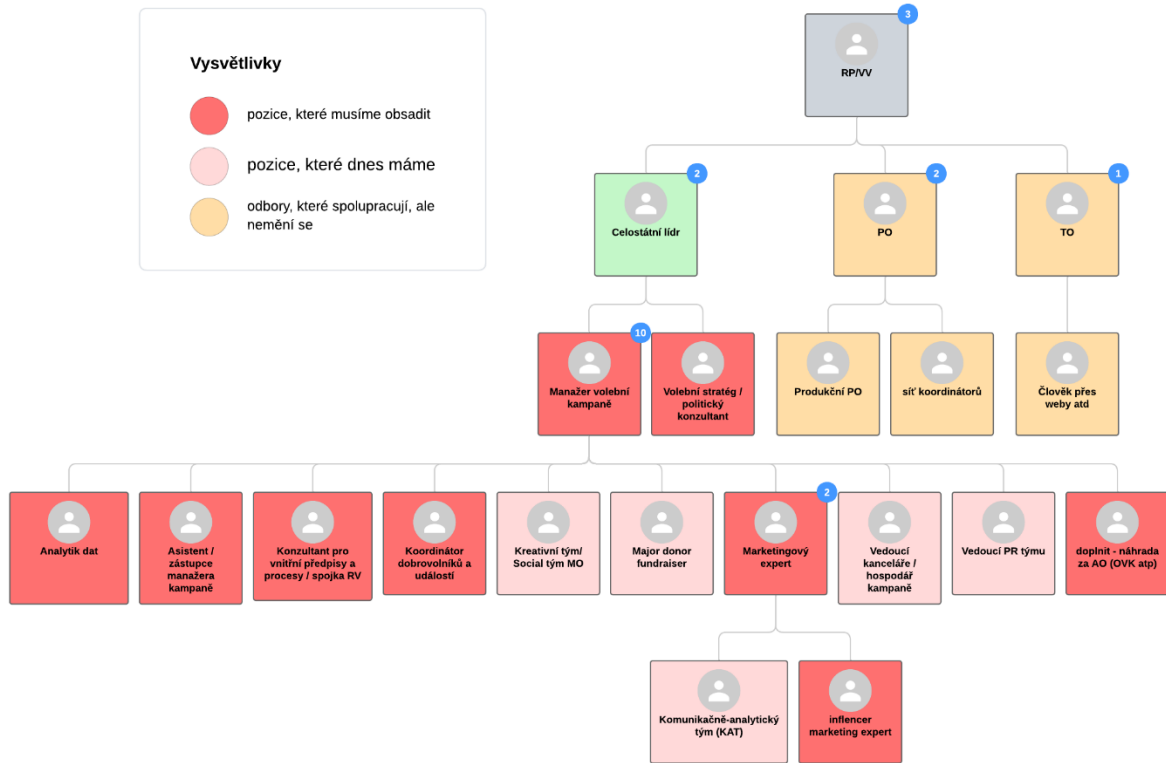 Vysvětlivky
pozice, které musíme obsadit
pozice, které dnes máme
odbory, které spolupracují, ale
nemění se
3
RP/VV
2
Celostátní lídr
2
PO
1
TO
10
Manažer volební
kampaně
Volební stratég /
politický
konzultant
Produkční PO
síť koordinátorů
Člověk přes
weby atd
Analytik dat
Asistent /
zástupce
manažera
kampaně
Konzultant pro
vnitřní předpisy a
procesy / spojka RV
Koordinátor
dobrovolníků a
událostí
Kreativní tým/
Social tým MO
Major donor
fundraiser
2
Marketingový
expert
Vedoucí
kanceláře /
hospodář
kampaně
Vedoucí PR týmu
doplnit - náhrada
za AO (OVK atp)
Komunikačně-analytický
tým (KAT)
inflencer
marketing expert